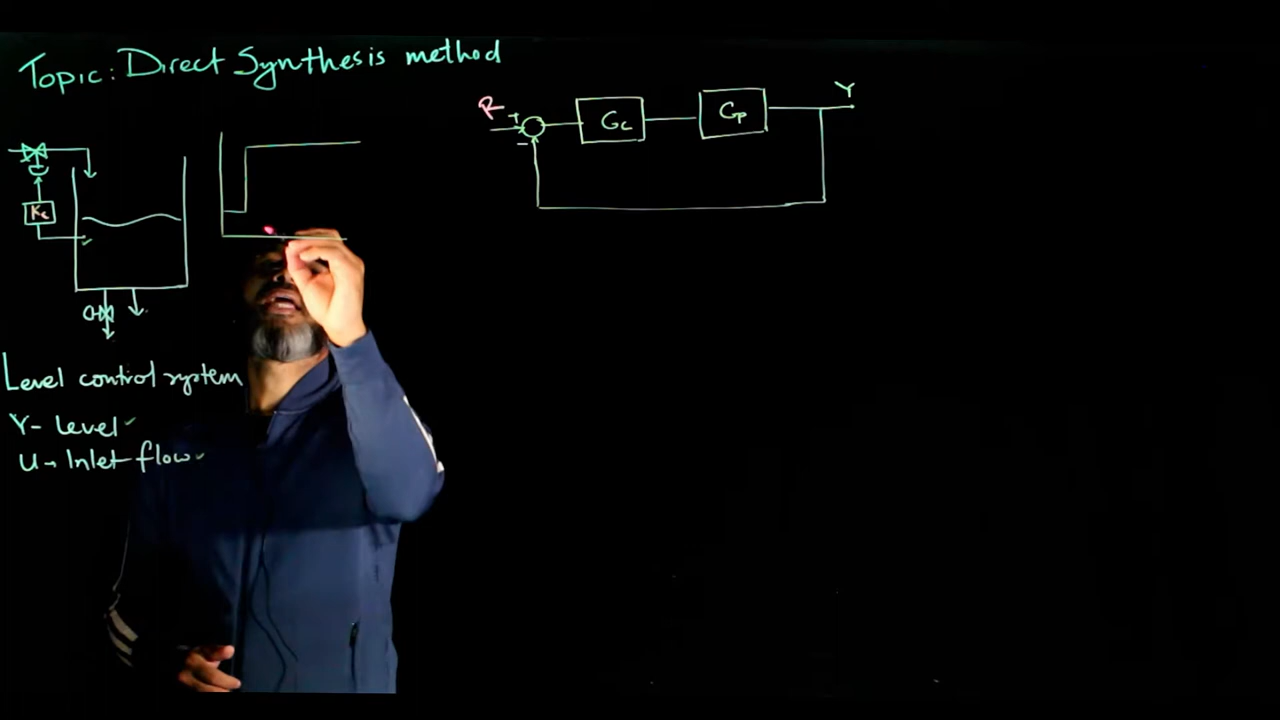 Topic: Direct Synthesis method
R + - Gc Gp Y
Kc
Level control system
Y- Level
U→ Inlet flow